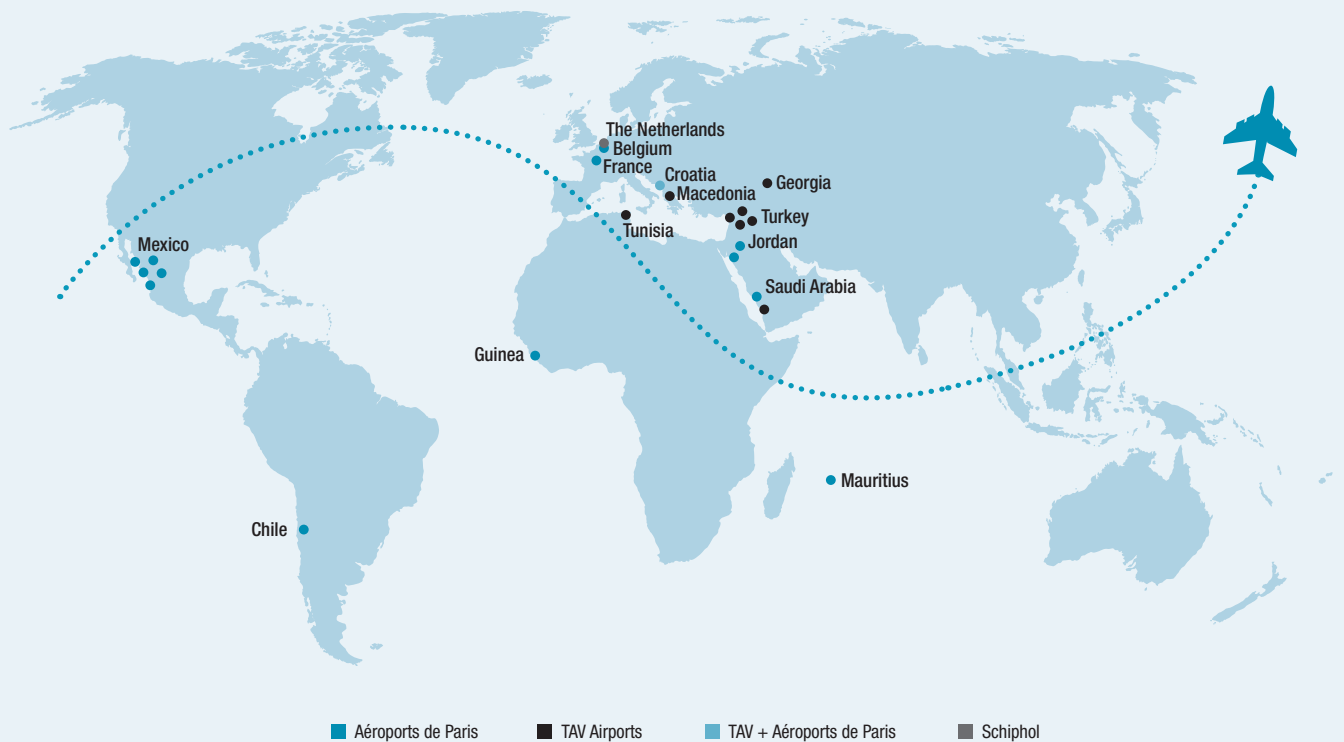 The Netherlands
Belgium
France
Croatia
Georgia
Macedonia
Turkey
Tunisia
Mexico
Jordan
Saudi Arabia
Guinea
Mauritius
Chile
Aéroports de Paris
TAV Airports
TAV + Aéroports de Paris
Schiphol